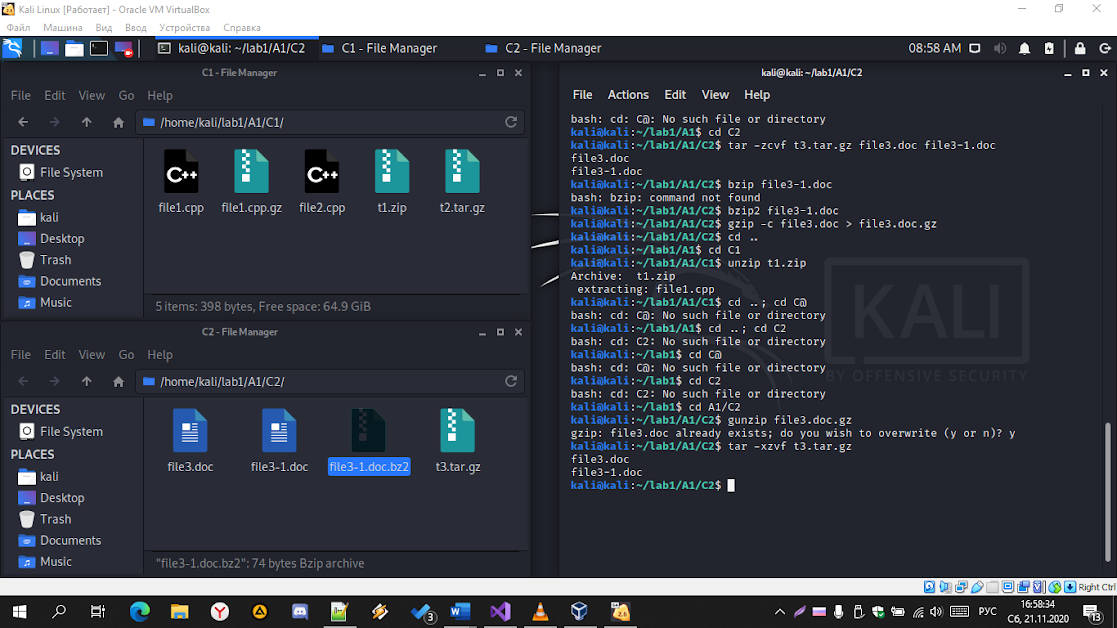 Kali Linux [Работает] - Oracle VM VirtualBox
Файл Машина Вид Ввод Устройства Справка
kali@kali: ~/lab1/A1/C2 C1 - File Manager C2 - File Manager 08:58 AM
C1 - File Manager
File Edit View Go Help
/home/kali/lab1/A1/C1/
DEVICES
File System
PLACES
kali
Desktop
Trash
Documents
Music
file1.cpp file1.cpp.gz file2.cpp t1.zip t2.tar.gz
5 items: 398 bytes, Free space: 64.9 GiB
C2 - File Manager
File Edit View Go Help
/home/kali/lab1/A1/C2/
DEVICES
File System
PLACES
kali
Desktop
Trash
Documents
Music
file3.doc file3-1.doc file3-1.doc.bz2 t3.tar.gz
"file3-1.doc.bz2": 74 bytes Bzip archive
kali@kali: ~/lab1/A1/C2
File Actions Edit View Help
bash: cd: C@: No such file or directory
kali@kali:~/lab1/A1$ cd C2
kali@kali:~/lab1/A1/C2$ tar -zcvf t3.tar.gz file3.doc file3-1.doc
file3.doc
file3-1.doc
kali@kali:~/lab1/A1/C2$ bzip file3-1.doc
bash: bzip: command not found
kali@kali:~/lab1/A1/C2$ bzip2 file3-1.doc
kali@kali:~/lab1/A1/C2$ gzip -c file3.doc > file3.doc.gz
kali@kali:~/lab1/A1/C2$ cd ..
kali@kali:~/lab1/A1$ cd C1
kali@kali:~/lab1/A1/C1$ unzip t1.zip
Archive:  t1.zip
 extracting: file1.cpp
kali@kali:~/lab1/A1/C1$ cd ..; cd C@
bash: cd: C@: No such file or directory
kali@kali:~/lab1/A1$ cd ..; cd C2
bash: cd: C2: No such file or directory
kali@kali:~/lab1$ cd C@
bash: cd: C@: No such file or directory
kali@kali:~/lab1$ cd C2
bash: cd: C2: No such file or directory
kali@kali:~/lab1$ cd A1/C2
kali@kali:~/lab1/A1/C2$ gunzip file3.doc.gz
gzip: file3.doc already exists; do you wish to overwrite (y or n)? y
kali@kali:~/lab1/A1/C2$ tar -xzvf t3.tar.gz
file3.doc
file3-1.doc
kali@kali:~/lab1/A1/C2$
KALI
BY OFFENSIVE SECURITY
Right Ctrl
3
РУС
16:58:34
Сб, 21.11.2020
13